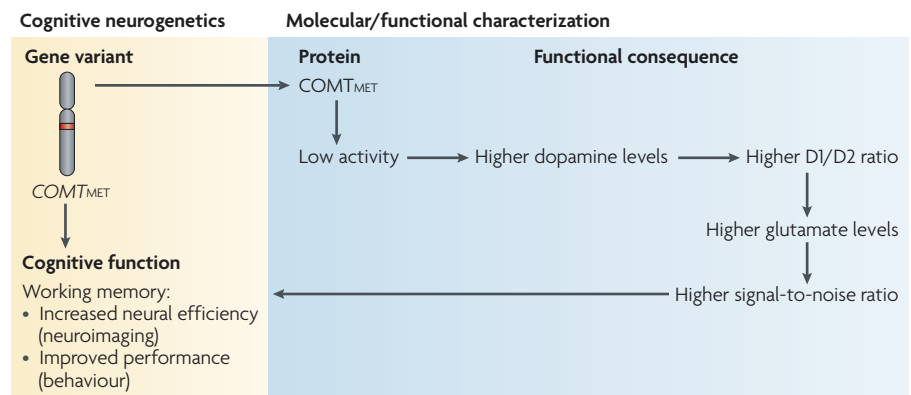 Cognitive neurogenetics
Molecular/functional characterization
Gene variant
Protein
Functional consequence
COMTMET
Low activity
Higher dopamine levels
Higher D1/D2 ratio
COMTMET
Higher glutamate levels
Cognitive function
Working memory:
• Increased neural efficiency
(neuroimaging)
• Improved performance
(behaviour)
Higher signal-to-noise ratio